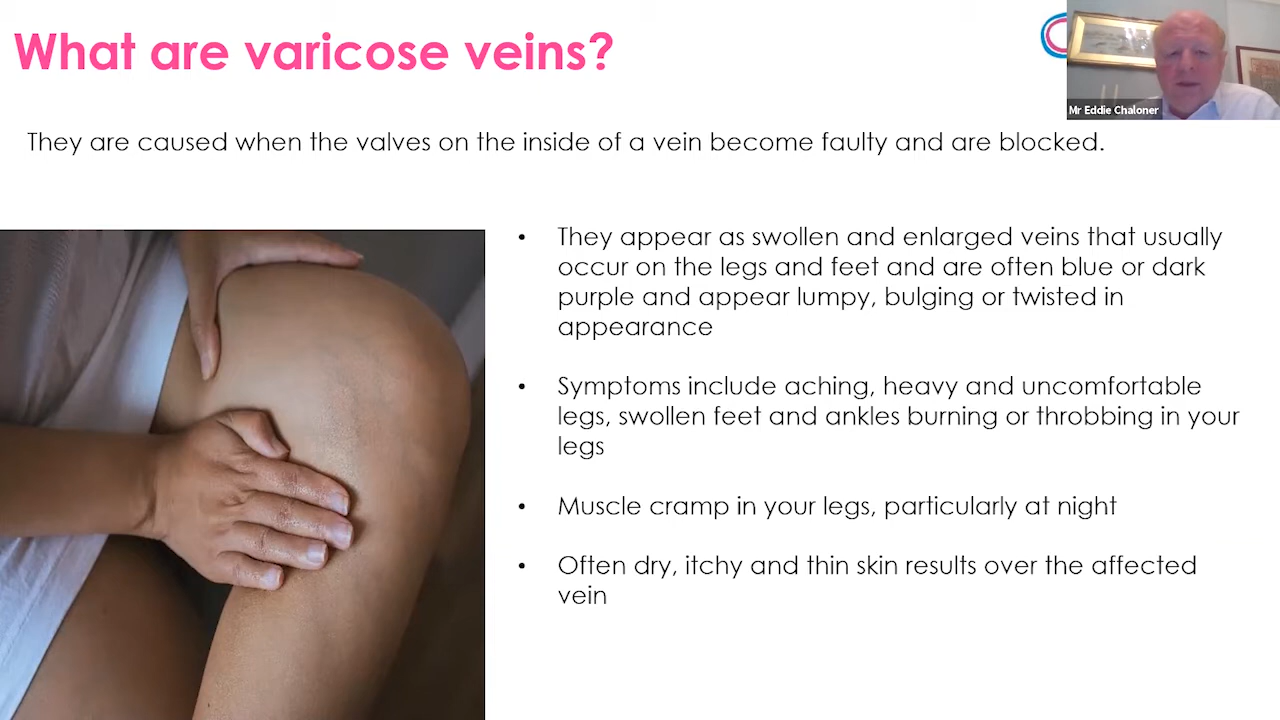 What are varicose veins?
Mr Eddie Chaloner
They are caused when the valves on the inside of a vein become faulty and are blocked.
• They appear as swollen and enlarged veins that usually
occur on the legs and feet and are often blue or dark
purple and appear lumpy, bulging or twisted in
appearance
• Symptoms include aching, heavy and uncomfortable
legs, swollen feet and ankles burning or throbbing in your
legs
• Muscle cramp in your legs, particularly at night
• Often dry, itchy and thin skin results over the affected
vein